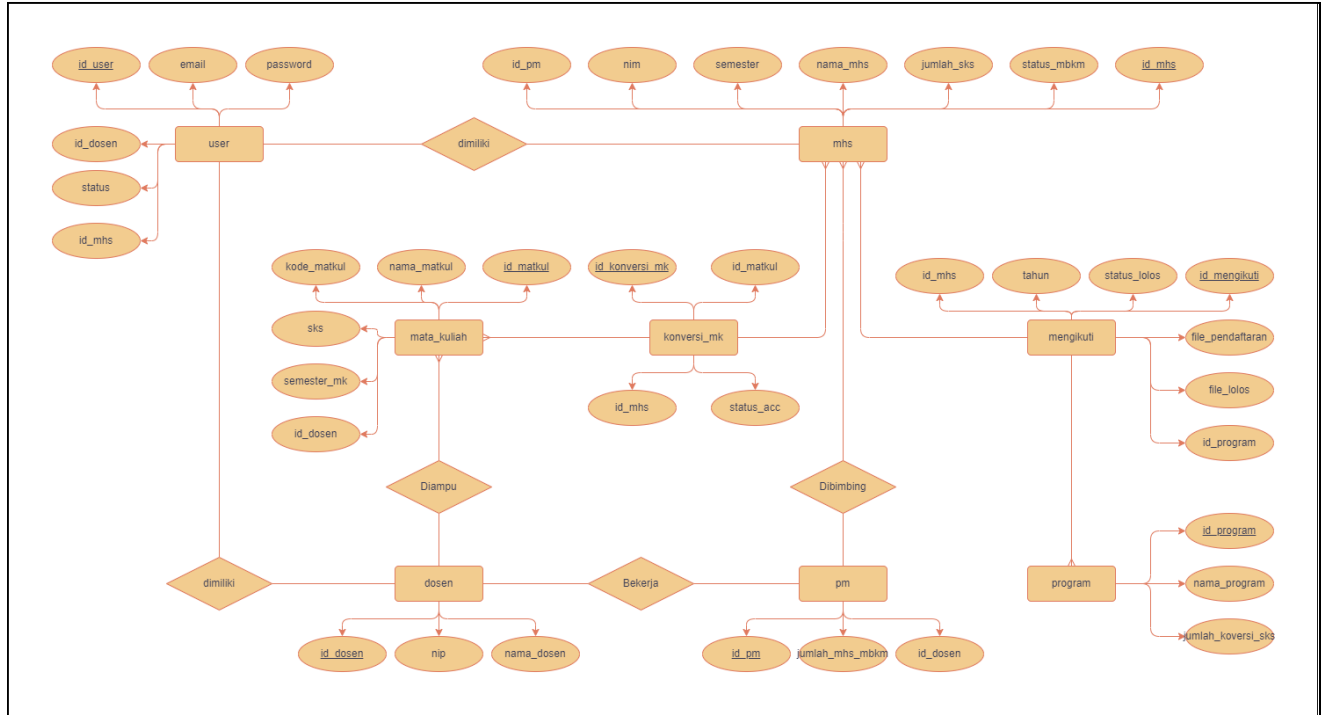 id_user
email
password
id_pm
nim
semester
nama_mhs
jumlah_sks
status_mbkm
id_mhs
user
dimiliki
mhs
id_dosen
status
id_mhs
kode_matkul
nama_matkul
id_matkul
id_konversi_mk
id_matkul
id_mhs
tahun
status_lolos
id_mengikuti
sks
mata_kuliah
konversi_mk
mengikuti
file_pendaftaran
semester_mk
id_mhs
status_acc
file_lolos
id_dosen
id_program
Diampu
Dibimbing
id_program
dimiliki
dosen
Bekerja
pm
program
nama_program
jumlah_koversi_sks
id_dosen
nip
nama_dosen
id_pm
jumlah_mhs_mbkm
id_dosen